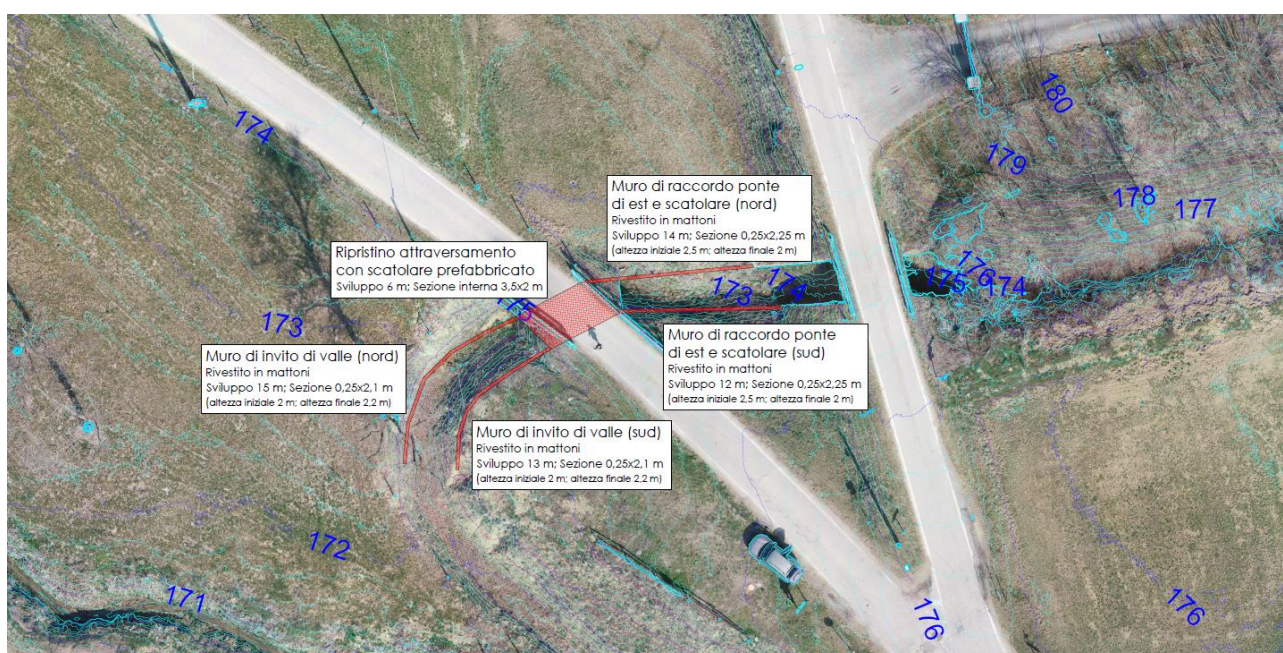 180
174
179
178
177
Muro di raccordo ponte
di est e scatolare (nord)
Rivestito in mattoni
Sviluppo 14 m; Sezione 0,25x2,25 m
(altezza iniziale 2,5 m; altezza finale 2 m)
Ripristino attraversamento
con scatolare prefabbricato
Sviluppo 6 m; Sezione interna 3,5x2 m
176
175
174
174
173
175
173
Muro di invito di valle (nord)
Rivestito in mattoni
Sviluppo 15 m; Sezione 0,25x2,1 m
(altezza iniziale 2 m; altezza finale 2,2 m)
Muro di raccordo ponte
di est e scatolare (sud)
Rivestito in mattoni
Sviluppo 12 m; Sezione 0,25x2,25 m
(altezza iniziale 2,5 m; altezza finale 2 m)
Muro di invito di valle (sud)
Rivestito in mattoni
Sviluppo 13 m; Sezione 0,25x2,1 m
(altezza iniziale 2 m; altezza finale 2,2 m)
172
171
176
176